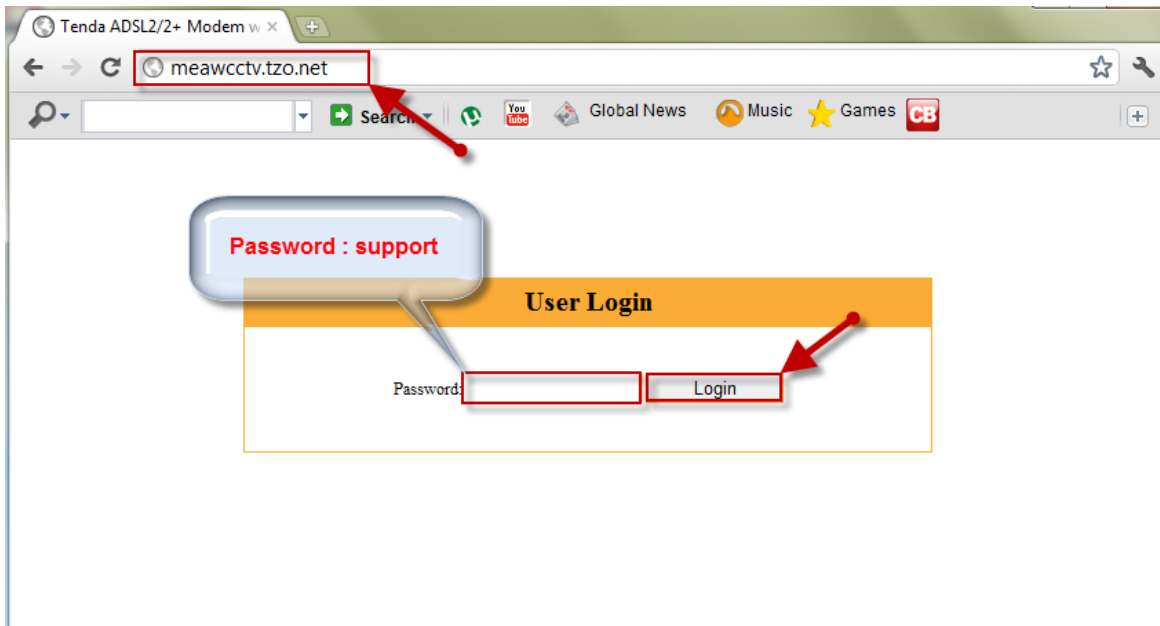 Tenda ADSL2/2+ Modem w
meawcctv.tzo.net
Search
You Tube
Global News
Music
Games
CB
Password : support
User Login
Password:
Login